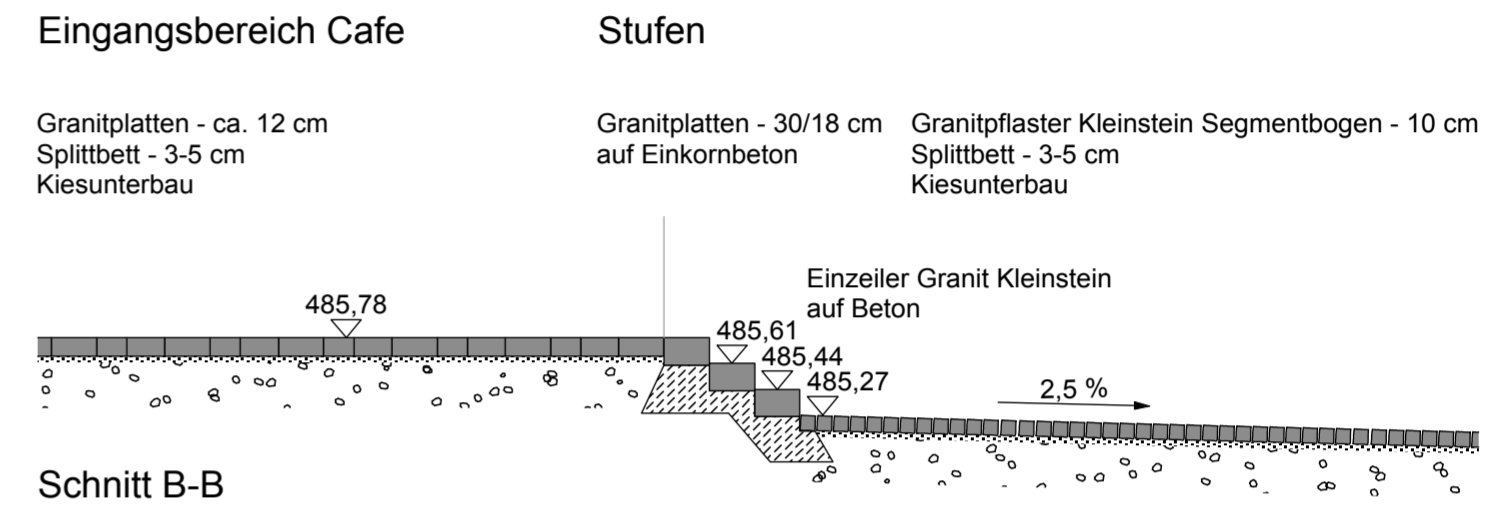 Eingangsbereich Cafe
Stufen
Granitplatten - ca. 12 cm
Splittbett - 3-5 cm
Kiesunterbau
Granitplatten - 30/18 cm
auf Einkornbeton
Granitpflaster Kleinstein Segmentbogen - 10 cm
Splittbett - 3-5 cm
Kiesunterbau
Einzeiler Granit Kleinstein
auf Beton
485,78
485,61
485,44
485,27
2,5 %
Schnitt B-B